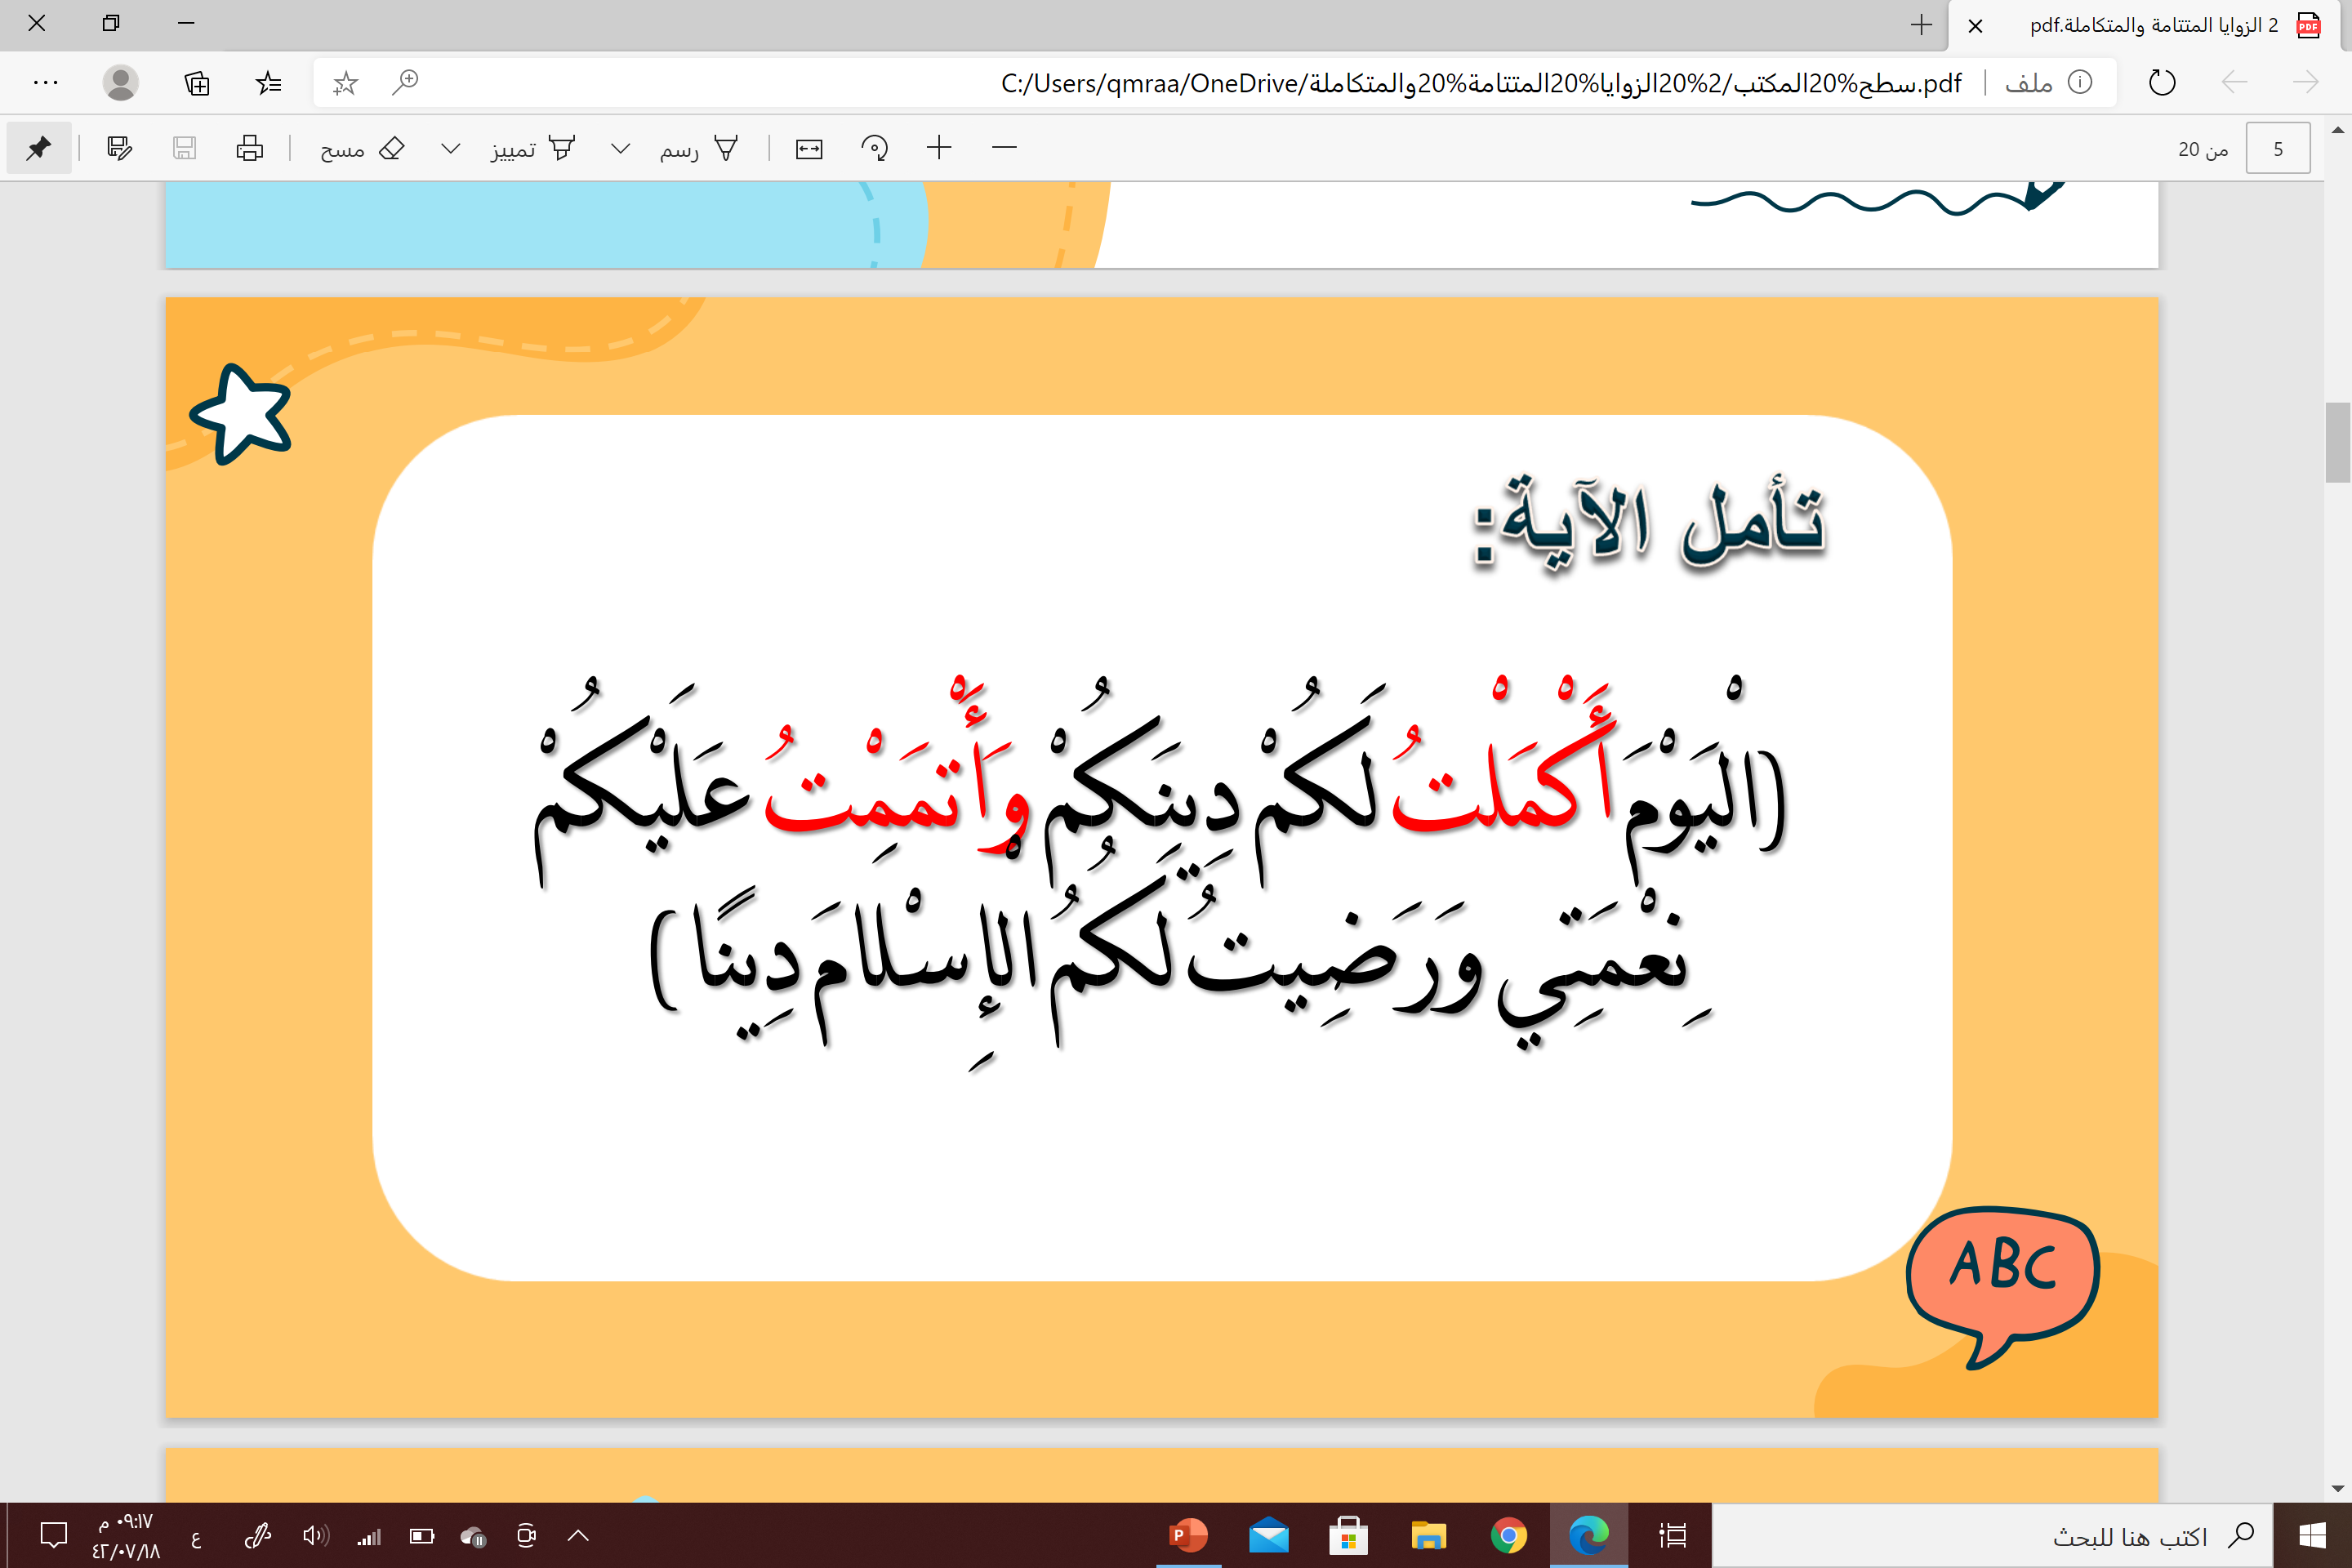 2 الزوايا المتتامة والمتكاملة.pdf
ملف
C:/Users/qmraa/OneDrive/سطح%20المكتب/2%20الزوايا%20المتتامة%20والمتكاملة.pdf
5 من 20 رسم تمييز مسح
تأمل الآية:
(الْيَوْمَ أَكْمَلْتُ لَكُمْ دِينَكُمْ وَأَتْمَمْتُ عَلَيْكُمْ
نِعْمَتِي وَرَضِيتُ لَكُمُ الْإِسْلَامَ دِينًا)
ABC
اكتب هنا للبحث
ع
٠٩:١٧ م
٤٢/٠٧/١٨